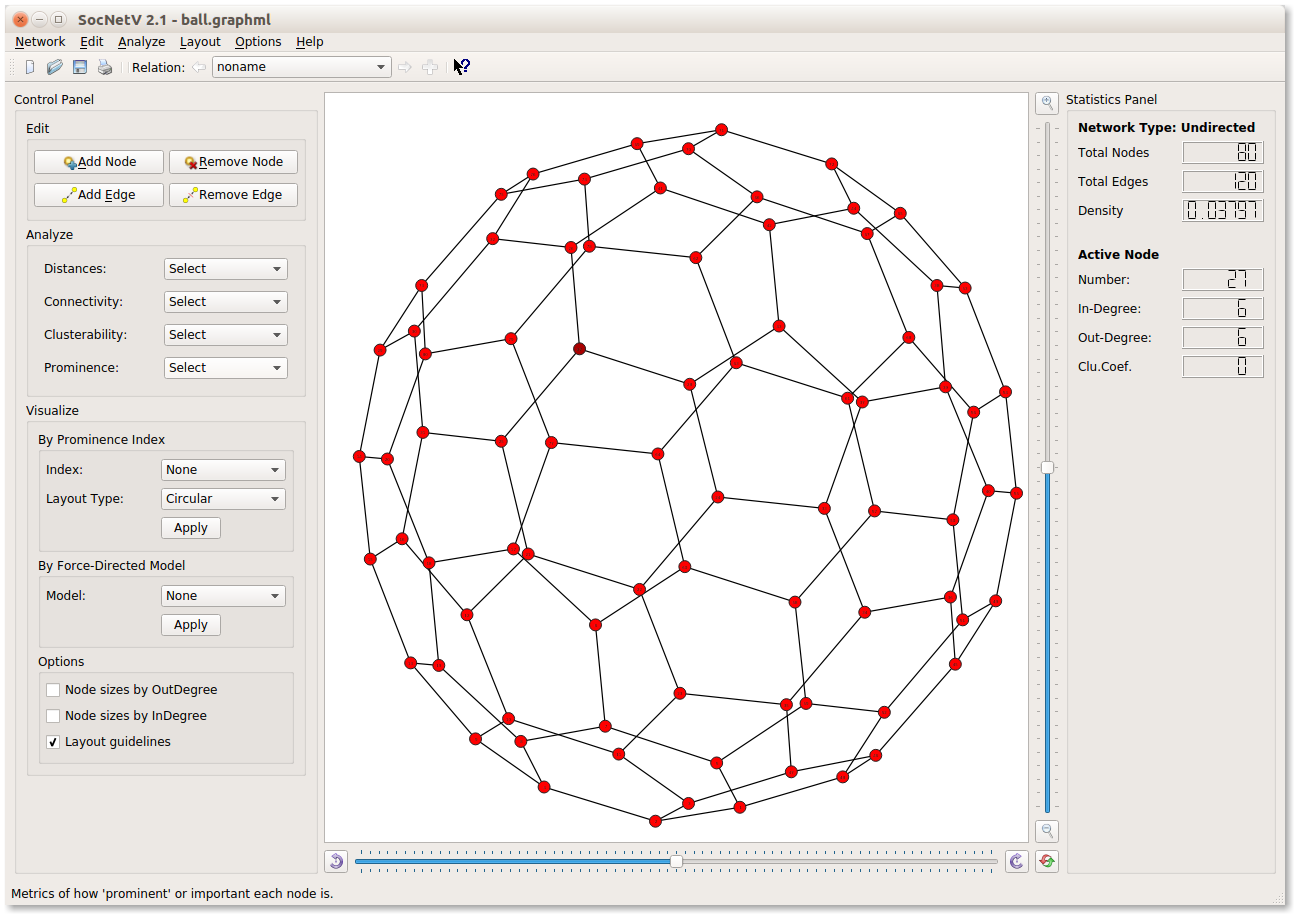 SocNetV 2.1 - ball.graphml
Network Edit Analyze Layout Options Help
Relation: noname
Control Panel
Edit
Add Node Remove Node
Add Edge Remove Edge
Analyze
Distances: Select
Connectivity: Select
Clusterability: Select
Prominence: Select
Visualize
By Prominence Index
Index: None
Layout Type: Circular
Apply
By Force-Directed Model
Model: None
Apply
Options
Node sizes by OutDegree
Node sizes by InDegree
Layout guidelines
Statistics Panel
Network Type: Undirected
Total Nodes 80
Total Edges 120
Density 0.03797
Active Node
Number: 27
In-Degree: 6
Out-Degree: 6
Clu.Coef. 0
Metrics of how 'prominent' or important each node is.